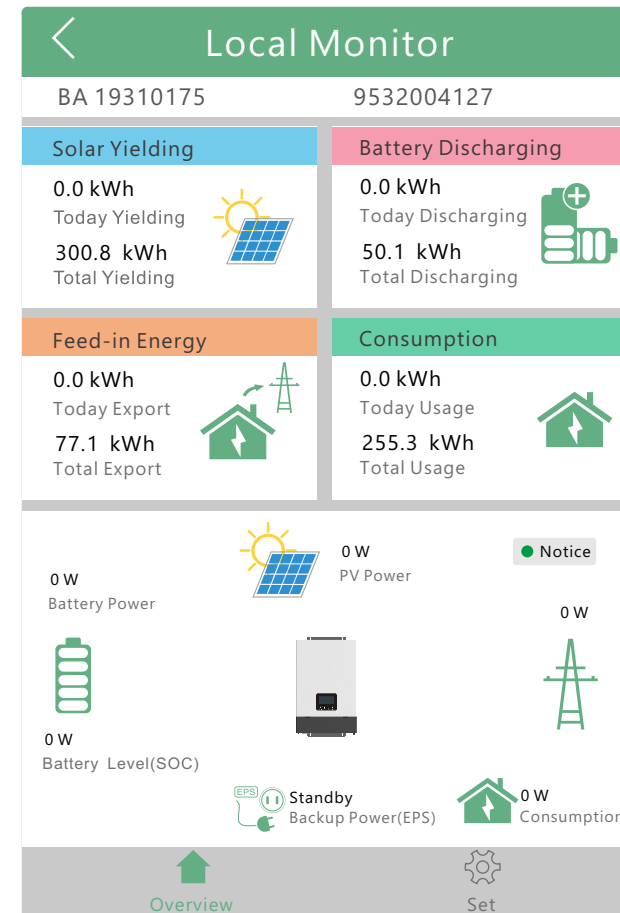 Local Monitor
BA 19310175 9532004127
Solar Yielding
0.0 kWh
Today Yielding
300.8 kWh
Total Yielding
Battery Discharging
0.0 kWh
Today Discharging
50.1 kWh
Total Discharging
Feed-in Energy
0.0 kWh
Today Export
77.1 kWh
Total Export
Consumption
0.0 kWh
Today Usage
255.3 kWh
Total Usage
0 W
PV Power
Notice
0 W
Battery Power
0 W
0 W
Battery Level(SOC)
EPS
Standby
Backup Power(EPS)
0 W
Consumption
Overview
Set